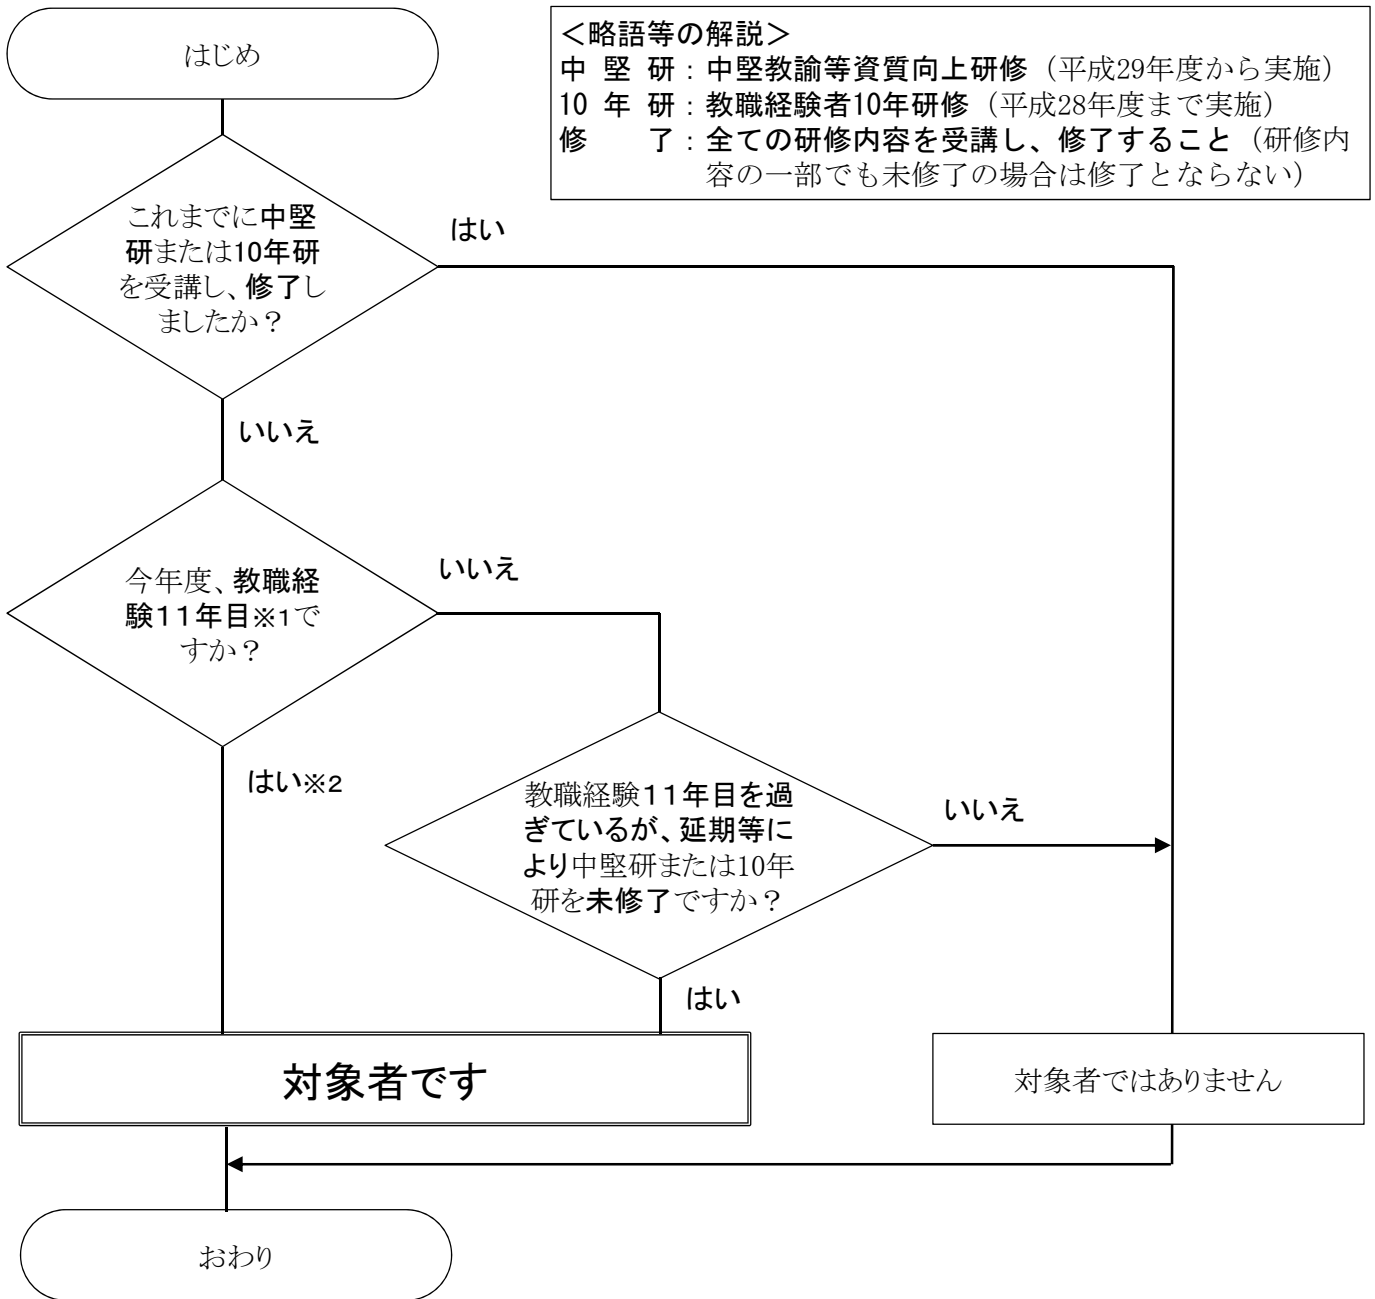 はじめ
＜略語等の解説＞
中堅研：中堅教諭等資質向上研修（平成29年度から実施）
10年研：教職経験者10年研修（平成28年度まで実施）
修了：全ての研修内容を受講し、修了すること（研修内
容の一部でも未修了の場合は修了とならない）
これまでに中堅
研または10年研
を受講し、修了し
ましたか？
はい
いいえ
今年度、教職経
験11年目※1で
すか？
いいえ
はい※2
教職経験11年目を過
ぎているが、延期等に
より中堅研または10年
研を未修了ですか？
いいえ
はい
対象者です
対象者ではありません
おわり